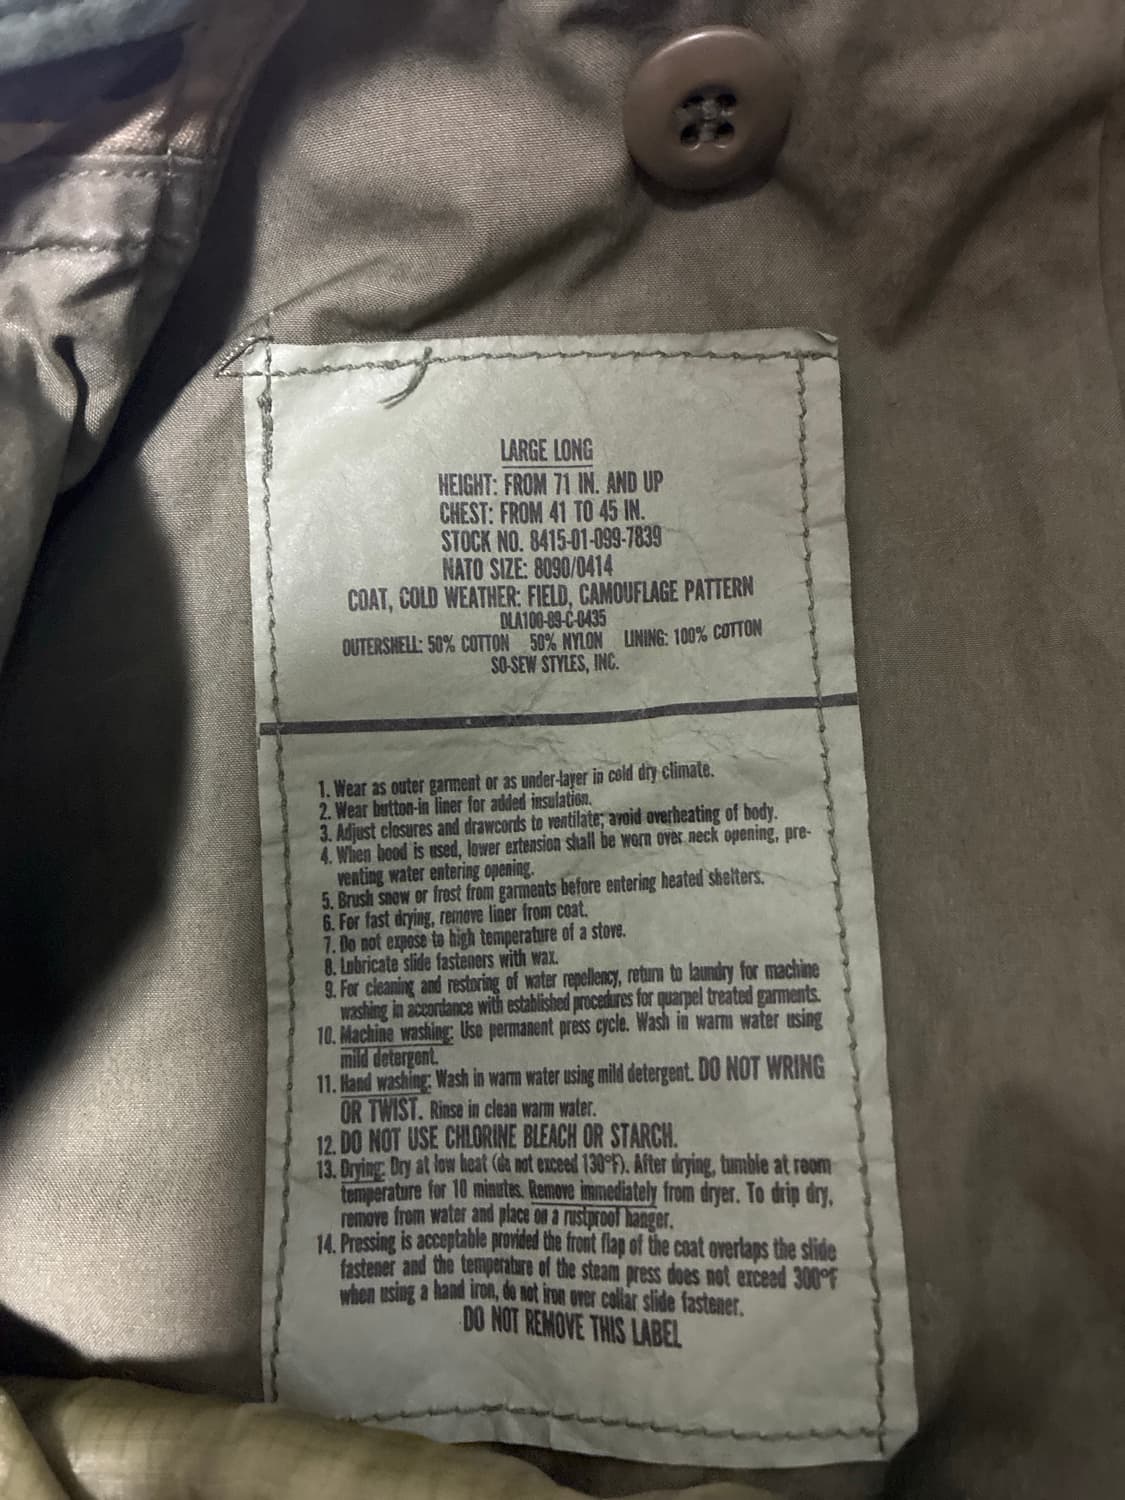 LARGE LONG
HEIGHT: FROM 71 IN. AND UP
CHEST: FROM 41 TO 45 IN.
STOCK NO. 8415-01-099-7839
NATO SIZE: 8090/0414
COAT, COLD WEATHER: FIELD, CAMOUFLAGE PATTERN
DLA100-89-C-0435
OUTERSHELL: 50% COTTON 50% NYLON LINING: 100% COTTON
SO-SEW STYLES, INC.
1. Wear as outer garment or as under-layer in cold dry climate.
2. Wear button-in liner for added insulation.
3. Adjust closures and drawcords to ventilate; avoid overheating of body.
4. When hood is used, lower extension shall be worn over neck opening, pre-
venting water entering opening.
5. Brush snow or frost from garments before entering heated shelters.
6. For fast drying, remove liner from coat.
7. Do not expose to high temperature of a stove.
8. Lubricate slide fasteners with wax.
9. For cleaning and restoring of water repellency, return to laundry for machine
washing in accordance with established procedures for quarpel treated garments.
10. Machine washing: Use permanent press cycle. Wash in warm water using
mild detergent.
11. Hand washing: Wash in warm water using mild detergent. DO NOT WRING
OR TWIST. Rinse in clean warm water.
12. DO NOT USE CHLORINE BLEACH OR STARCH.
13. Drying: Dry at low heat (do not exceed 130°F). After drying, tumble at room
temperature for 10 minutes. Remove immediately from dryer. To drip dry,
remove from water and place on a rustproof hanger.
14. Pressing is acceptable provided the front flap of the coat overlaps the slide
fastener and the temperature of the steam press does not exceed 300°F
when using a hand iron, do not iron over collar slide fastener.
DO NOT REMOVE THIS LABEL